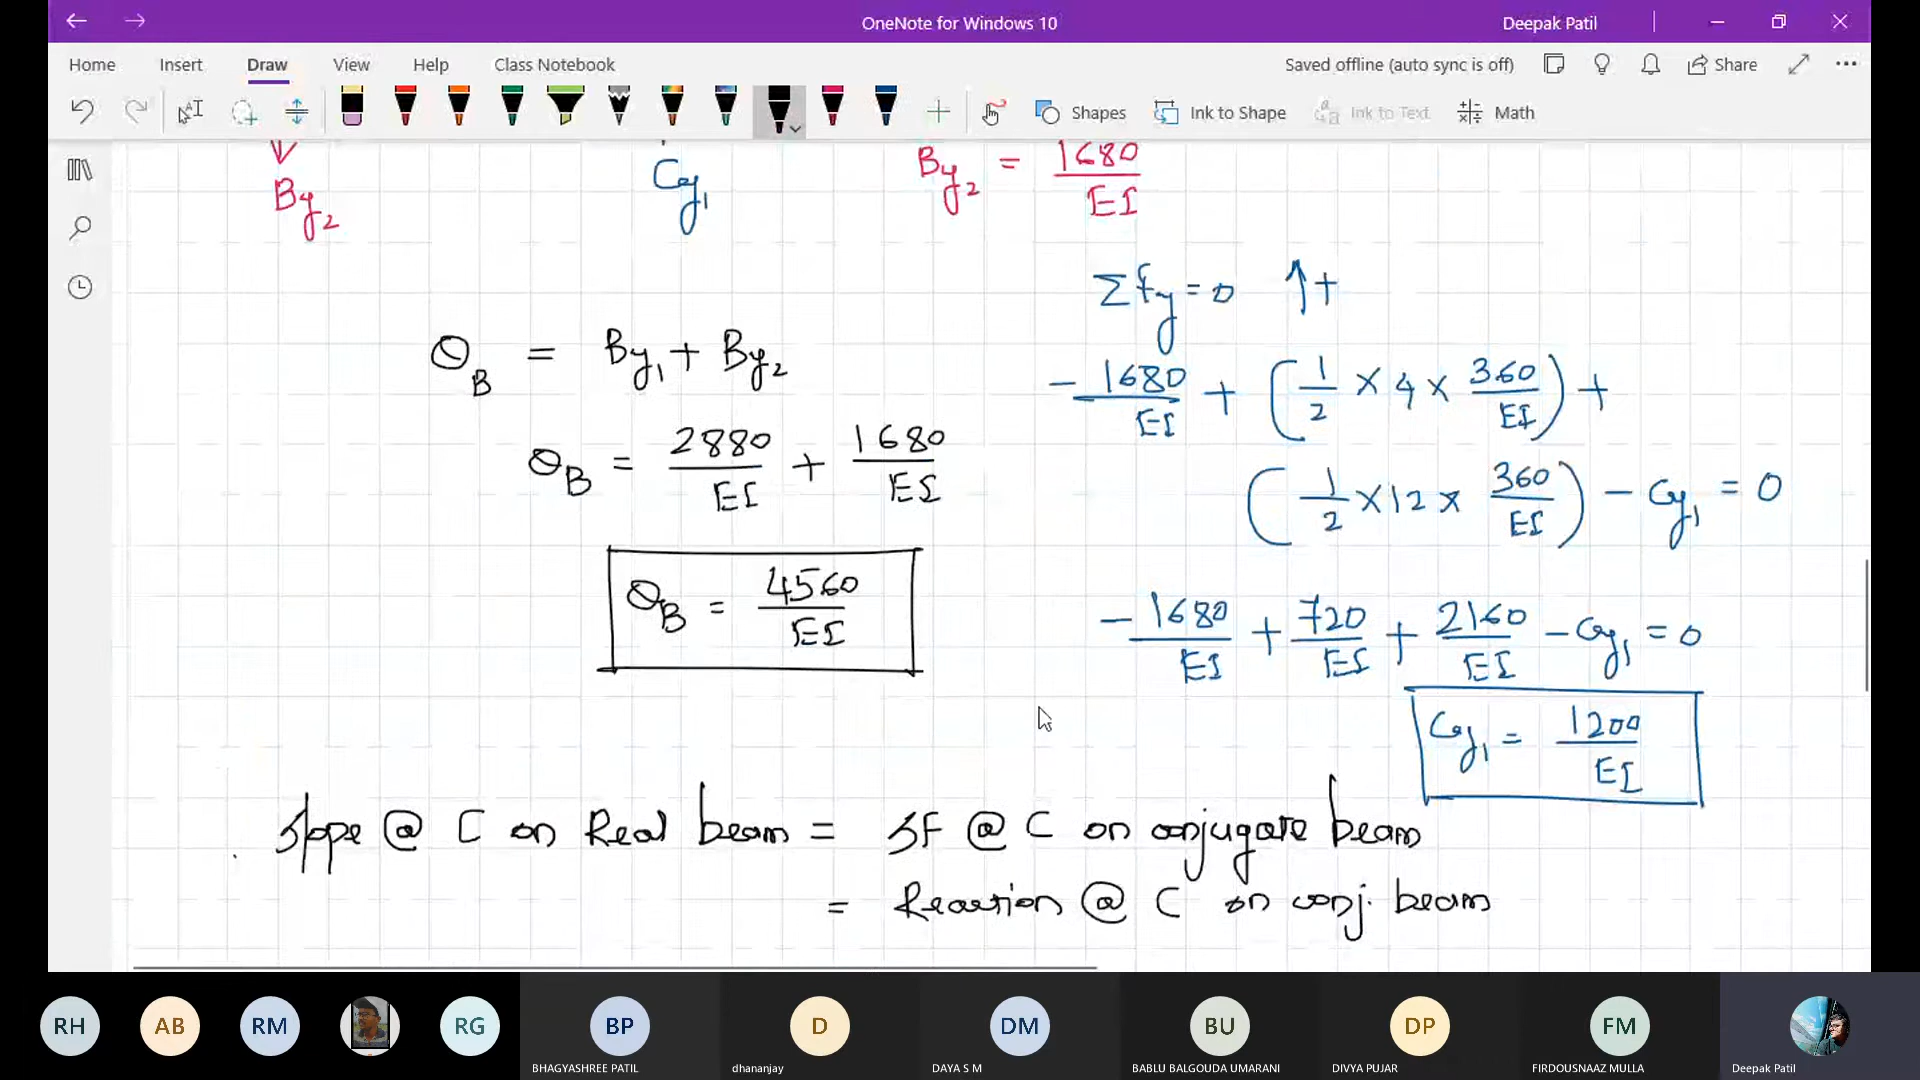 OneNote for Windows 10
Deepak Patil
Home Insert Draw View Help Class Notebook
Saved offline (auto sync is off) Share
Shapes Ink to Shape Ink to Text Math
By2
Cy1
By2 = 1680/EI
ΣFy = 0 ↑+
θB = By1 + By2
- 1680/EI + (1/2 × 4 × 360/EI) +
θB = 2880/EI + 1680/EI
(1/2 × 12 × 360/EI) - Cy1 = 0
θB = 4560/EI
- 1680/EI + 720/EI + 2160/EI - Cy1 = 0
Cy1 = 1200/EI
Slope @ C on Real beam = SF @ C on conjugate beam
= Reaction @ C on conj. beam
RH AB RM RG BP D DM BU DP FM
BHAGYASHREE PATIL dhananjay DAYA S M BABLU BALGOUDA UMARANI DIVYA PUJAR FIRDOUSNAAZ MULLA Deepak Patil